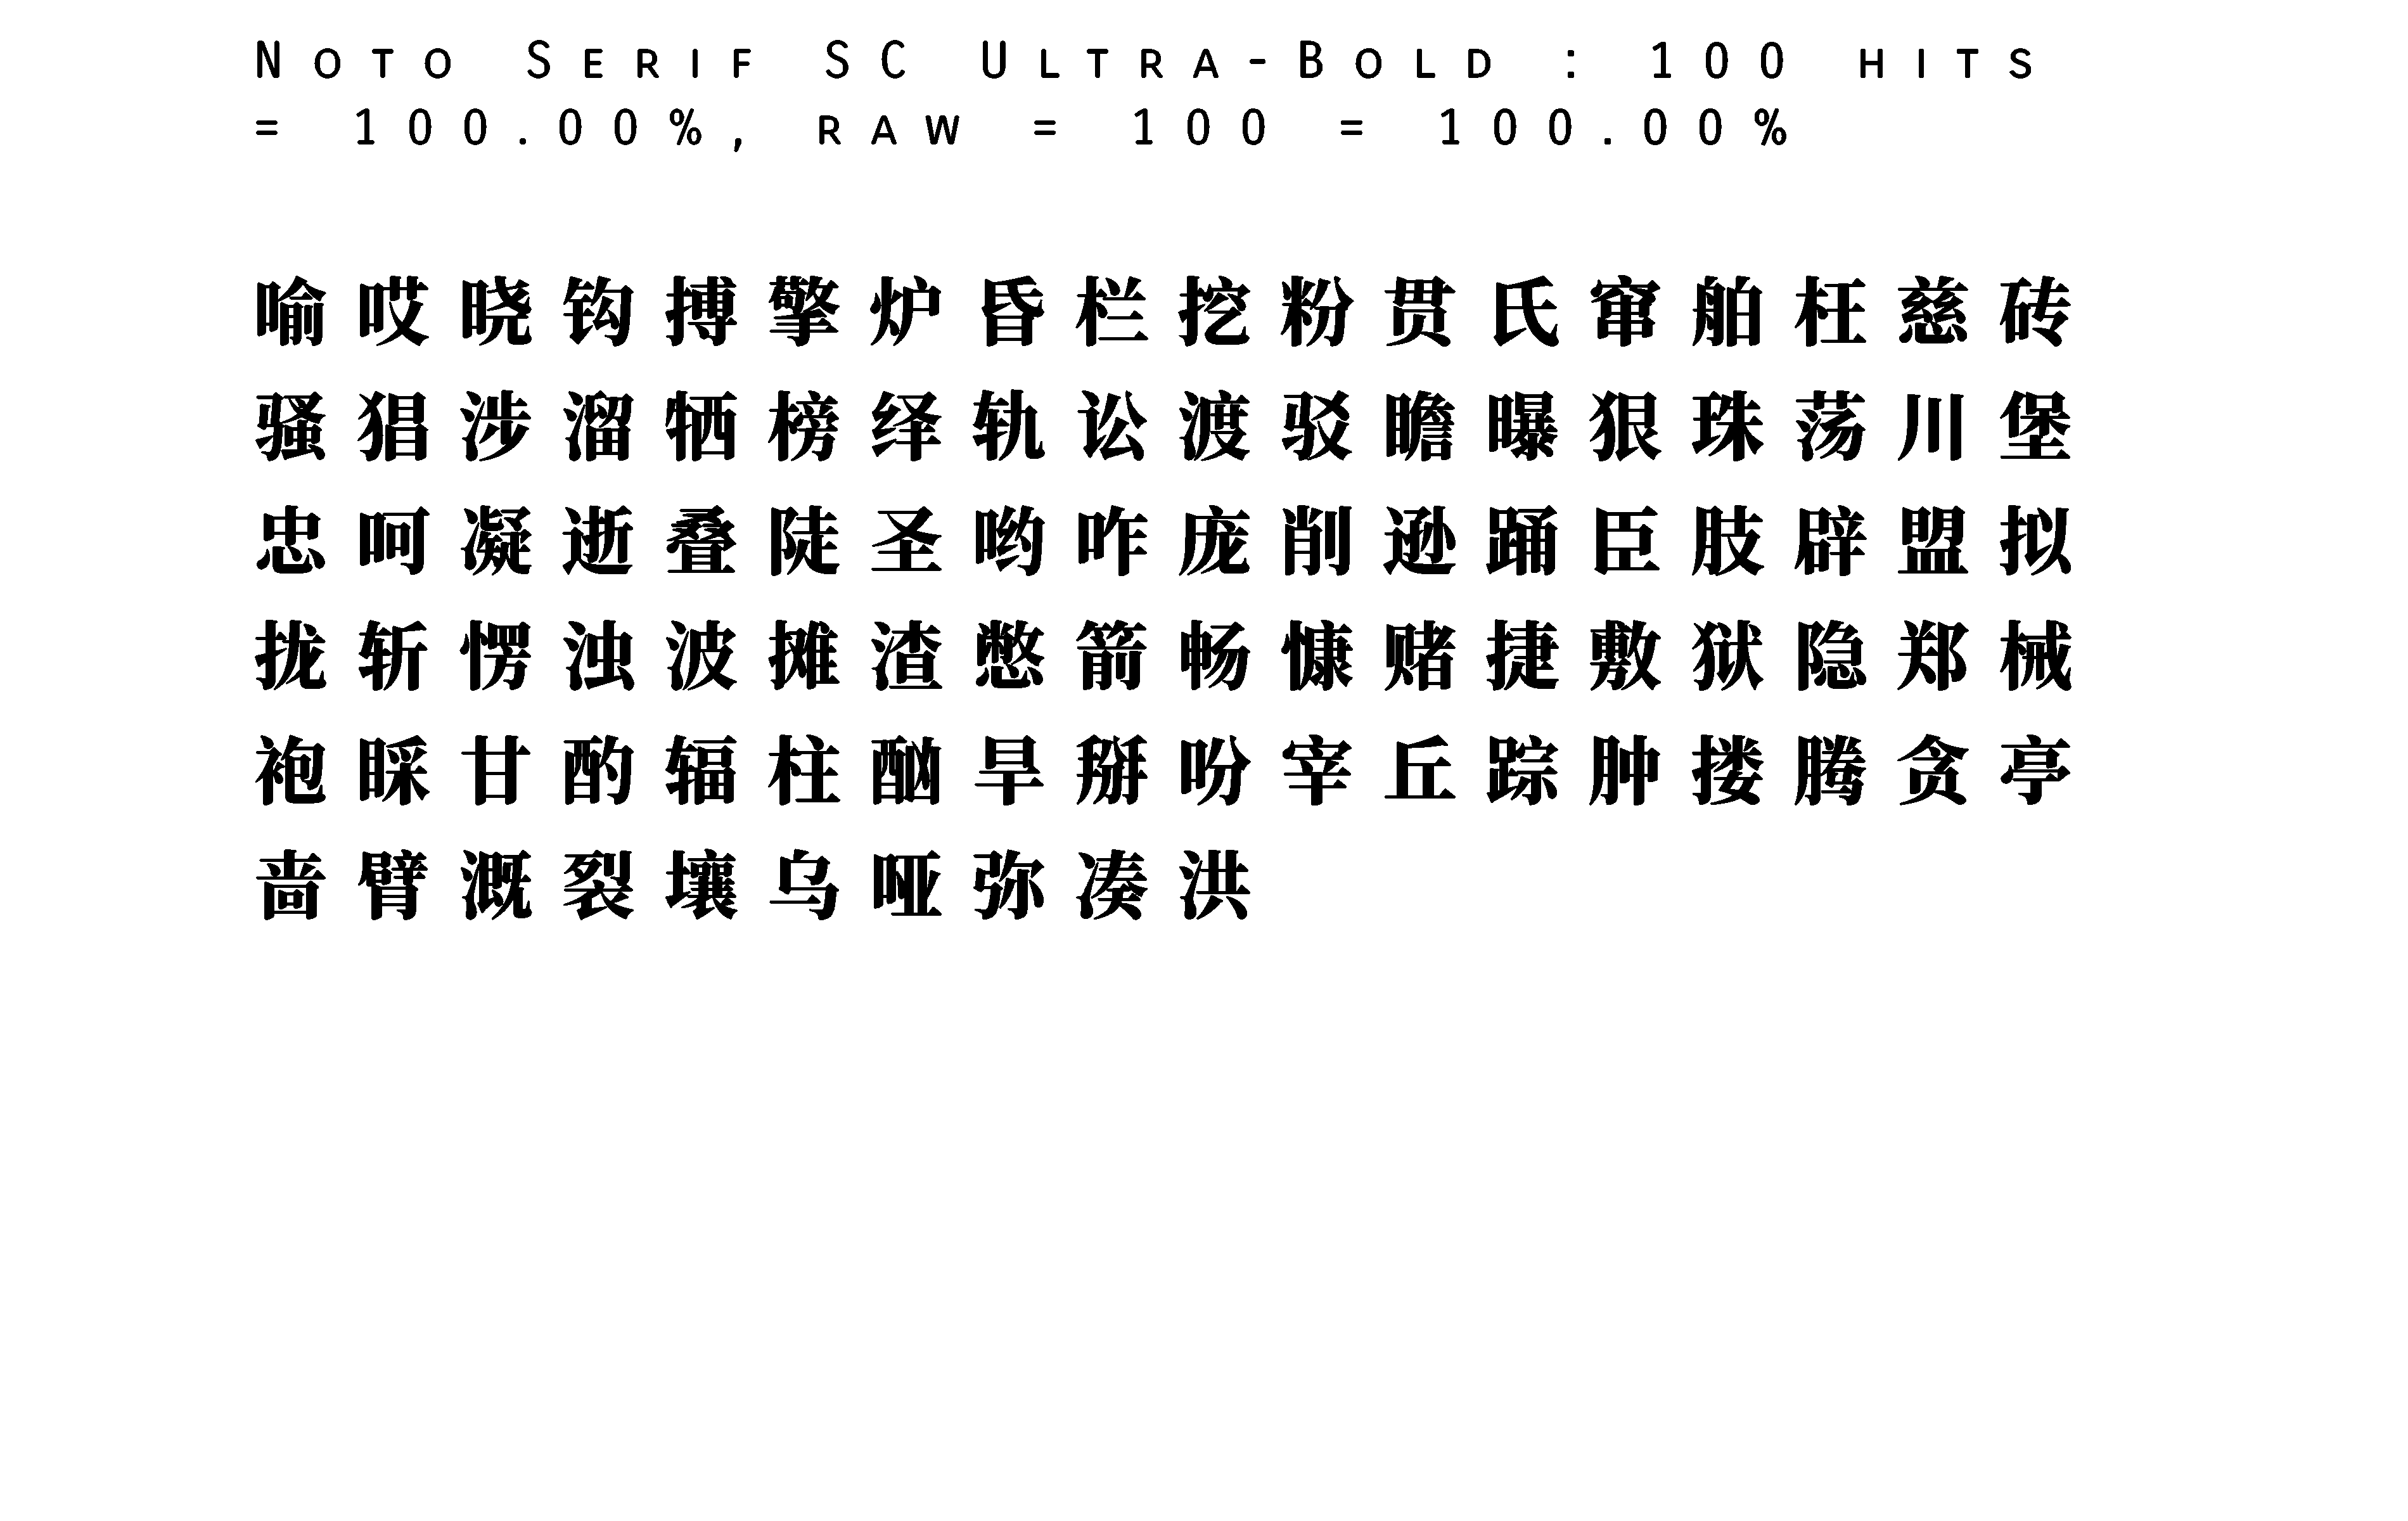 Noto Serif SC Ultra-Bold : 100 hits
= 100.00%, raw = 100 = 100.00%
喻哎晓钩搏擎炉昏栏挖粉贯氏窜舶枉慈砖
骚猖涉溜牺榜绎轨讼渡驳瞻曝狠珠荡川堡
忠呵凝逝叠陡圣哟咋庞削逊踊臣肢辟盟拟
拢斩愕浊波摊渣憋箭畅慷赌捷敷狱隐郑械
袍睬甘酌辐柱酗旱掰吩宰丘踪肿搂腾贪亭
啬臂溉裂壤乌哑弥凑洪